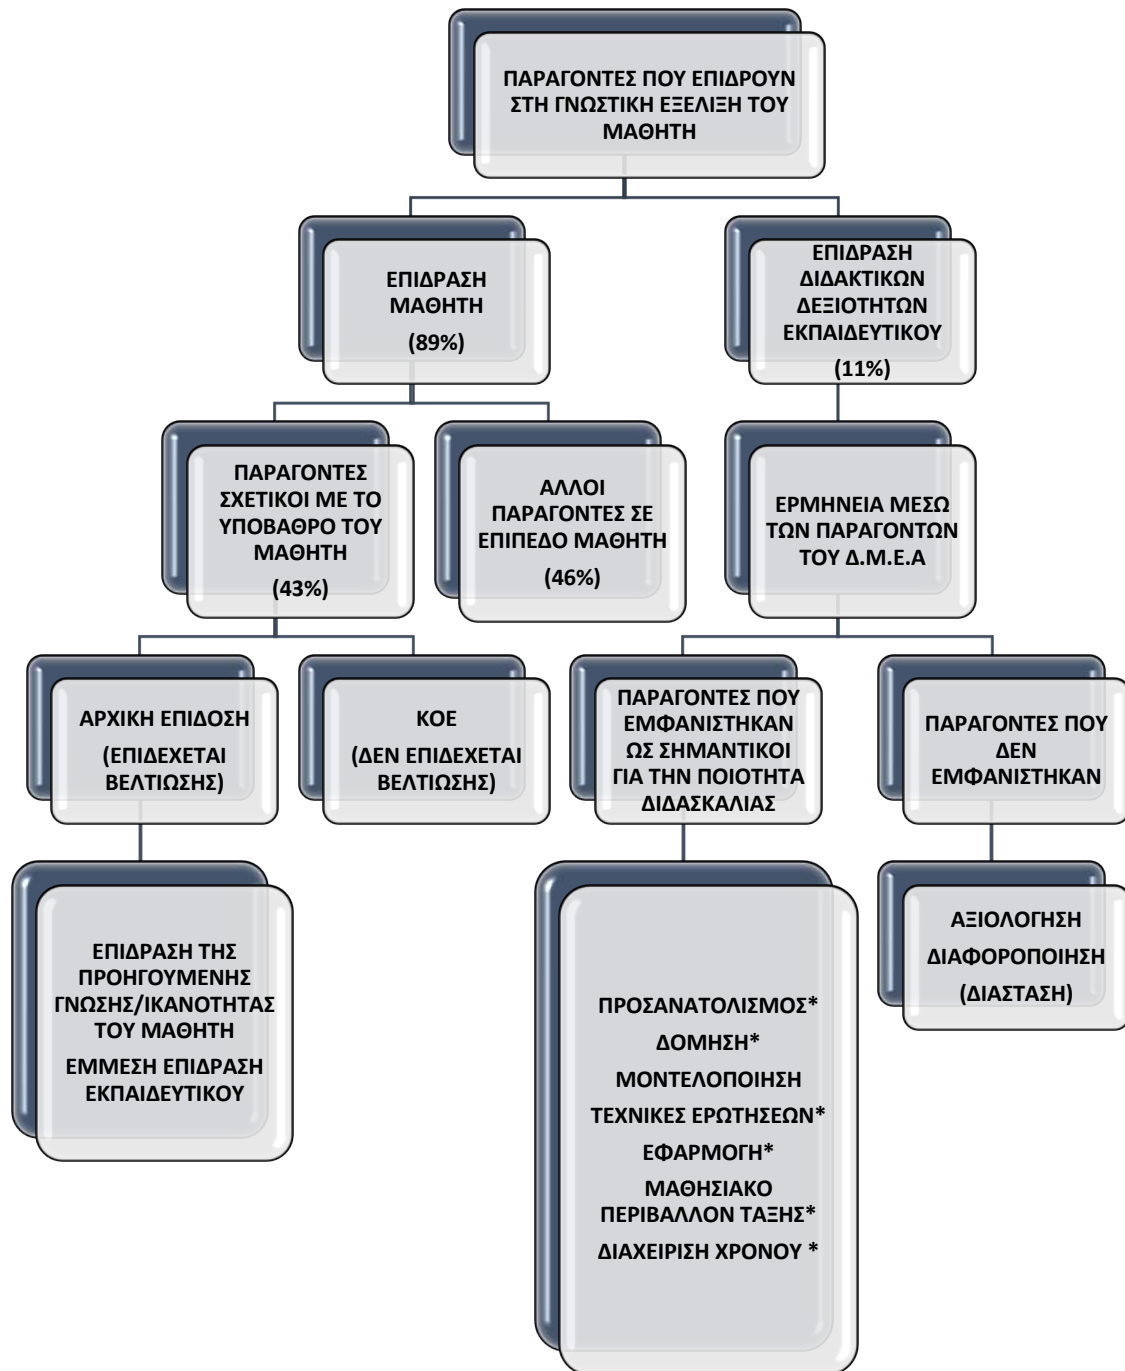 ΠΑΡΑΓΟΝΤΕΣ ΠΟΥ ΕΠΙΔΡΟΥΝ
ΣΤΗ ΓΝΩΣΤΙΚΗ ΕΞΕΛΙΞΗ ΤΟΥ
ΜΑΘΗΤΗ
ΕΠΙΔΡΑΣΗ
ΜΑΘΗΤΗ
(89%)
ΕΠΙΔΡΑΣΗ
ΔΙΔΑΚΤΙΚΩΝ
ΔΕΞΙΟΤΗΤΩΝ
ΕΚΠΑΙΔΕΥΤΙΚΟΥ
(11%)
ΠΑΡΑΓΟΝΤΕΣ
ΣΧΕΤΙΚΟΙ ΜΕ ΤΟ
ΥΠΟΒΑΘΡΟ ΤΟΥ
ΜΑΘΗΤΗ
(43%)
ΑΛΛΟΙ
ΠΑΡΑΓΟΝΤΕΣ ΣΕ
ΕΠΙΠΕΔΟ ΜΑΘΗΤΗ
(46%)
ΕΡΜΗΝΕΙΑ ΜΕΣΩ
ΤΩΝ ΠΑΡΑΓΟΝΤΩΝ
ΤΟΥ Δ.Μ.Ε.Α
ΑΡΧΙΚΗ ΕΠΙΔΟΣΗ
(ΕΠΙΔΕΧΕΤΑΙ
ΒΕΛΤΙΩΣΗΣ)
ΚΟΕ
(ΔΕΝ ΕΠΙΔΕΧΕΤΑΙ
ΒΕΛΤΙΩΣΗΣ)
ΠΑΡΑΓΟΝΤΕΣ ΠΟΥ
ΕΜΦΑΝΙΣΤΗΚΑΝ
ΩΣ ΣΗΜΑΝΤΙΚΟΙ
ΓΙΑ ΤΗΝ ΠΟΙΟΤΗΤΑ
ΔΙΔΑΣΚΑΛΙΑΣ
ΠΑΡΑΓΟΝΤΕΣ ΠΟΥ
ΔΕΝ
ΕΜΦΑΝΙΣΤΗΚΑΝ
ΕΠΙΔΡΑΣΗ ΤΗΣ
ΠΡΟΗΓΟΥΜΕΝΗΣ
ΓΝΩΣΗΣ/ΙΚΑΝΟΤΗΤΑΣ
ΤΟΥ ΜΑΘΗΤΗ
ΕΜΜΕΣΗ ΕΠΙΔΡΑΣΗ
ΕΚΠΑΙΔΕΥΤΙΚΟΥ
ΠΡΟΣΑΝΑΤΟΛΙΣΜΟΣ*
ΔΟΜΗΣΗ*
ΜΟΝΤΕΛΟΠΟΙΗΣΗ
ΤΕΧΝΙΚΕΣ ΕΡΩΤΗΣΕΩΝ*
ΕΦΑΡΜΟΓΗ*
ΜΑΘΗΣΙΑΚΟ
ΠΕΡΙΒΑΛΛΟΝ ΤΑΞΗΣ*
ΔΙΑΧΕΙΡΙΣΗ ΧΡΟΝΟΥ *
ΑΞΙΟΛΟΓΗΣΗ
ΔΙΑΦΟΡΟΠΟΙΗΣΗ
(ΔΙΑΣΤΑΣΗ)